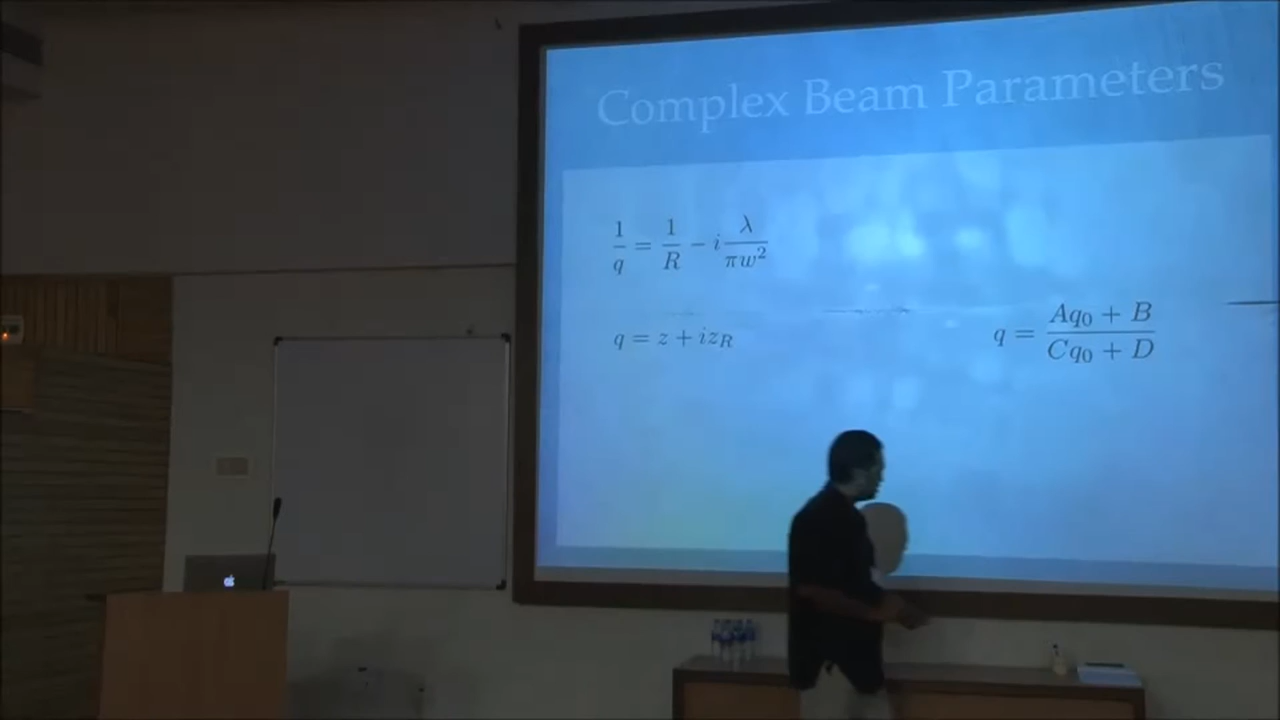 Complex Beam Parameters
1/q = 1/R − i λ/πw²
q = z + iz_R
q = (Aq₀ + B)/(Cq₀ + D)